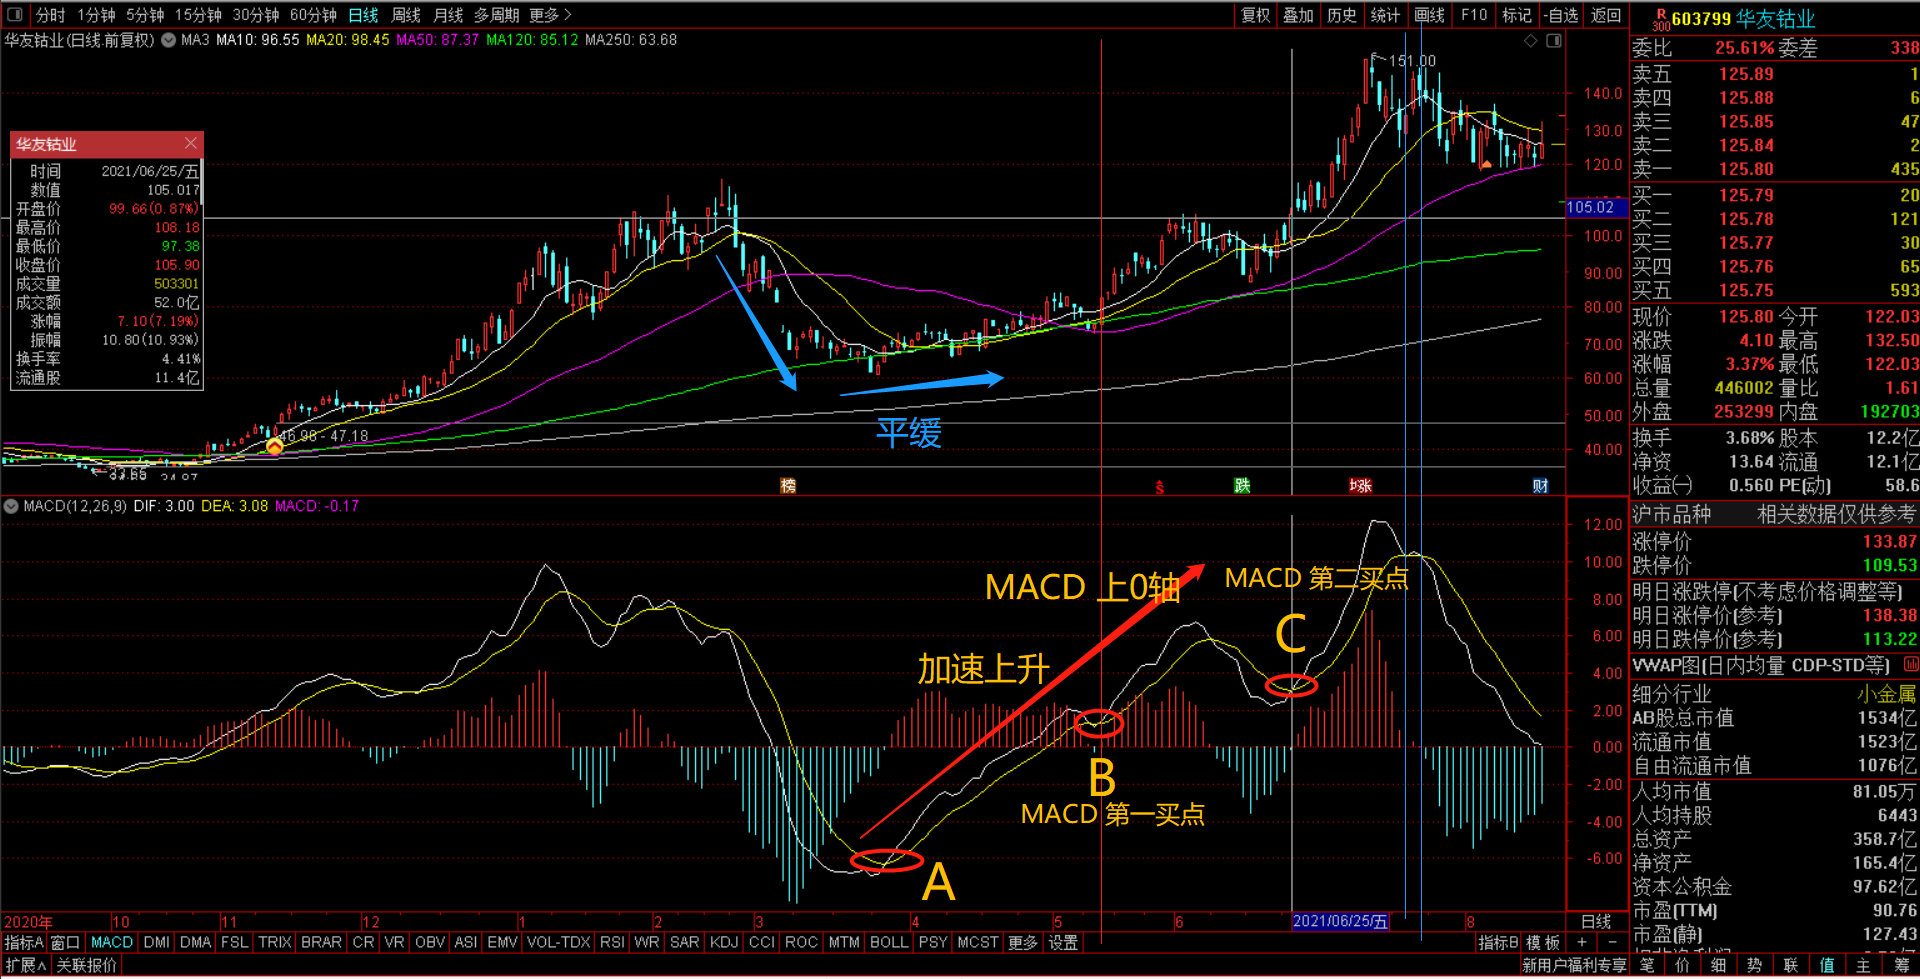 分时 1分钟 5分钟 15分钟 30分钟 60分钟 日线 周线 月线 多周期 更多
复权 叠加 历史 统计 画线 F10 标记 -自选 返回
R 300 603799 华友钴业
华友钴业(日线.前复权) MA3 MA10: 96.55 MA20: 98.45 MA50: 87.37 MA120: 85.12 MA250: 63.68
委比 25.61% 委差 338
卖五 125.89 1
卖四 125.88 6
卖三 125.85 47
卖二 125.84 2
卖一 125.80 435
买一 125.79 20
买二 125.78 121
买三 125.77 30
买四 125.76 65
买五 125.75 593
现价 125.80 今开 122.03
涨跌 4.10 最高 132.50
涨幅 3.37% 最低 122.03
总量 446002 量比 1.61
外盘 253299 内盘 192703
换手 3.68% 股本 12.2亿
净资 13.64 流通 12.1亿
收益(一) 0.560 PE(动) 58.6
沪市品种 相关数据仅供参考
涨停价 133.87
跌停价 109.53
明日涨跌停(不考虑价格调整等)
明日涨停价(参考) 138.38
明日跌停价(参考) 113.22
VWAP图(日内均量 CDP-STD等)
细分行业 小金属
AB股总市值 1534亿
流通市值 1523亿
自由流通市值 1076亿
人均市值 81.05万
人均持股 6443
总资产 358.7亿
净资产 165.4亿
资本公积金 97.62亿
市盈(TTM) 90.76
市盈(静) 127.43
华友钴业
时间 2021/06/25/五
数值 105.017
开盘价 99.66(0.87%)
最高价 108.18
最低价 97.38
收盘价 105.90
成交量 503301
成交额 52.0亿
涨幅 7.10(7.19%)
振幅 10.80(10.93%)
换手率 4.41%
流通股 11.4亿
151.00
140.0
130.0
120.0
105.02
100.0
90.00
80.00
70.00
60.00
50.00
40.00
46.98 - 47.18
平缓
榜 跌 涨 财
MACD(12,26,9) DIF: 3.00 DEA: 3.08 MACD: -0.17
12.00
10.00
8.00
6.00
4.00
2.00
0.00
-2.00
-4.00
-6.00
MACD 上0轴
MACD 第二买点
C
加速上升
B
MACD 第一买点
A
2020年 10 11 12 1 2 3 4 5 6 2021/06/25/五 8 日线
指标A 窗口 MACD DMI DMA FSL TRIX BRAR CR VR OBV ASI EMV VOL-TDX RSI WR SAR KDJ CCI ROC MTM BOLL PSY MCST 更多 设置 指标B 模板 + -
扩展∧ 关联报价 新用户福利专享 笔 价 细 势 联 值 主 筹